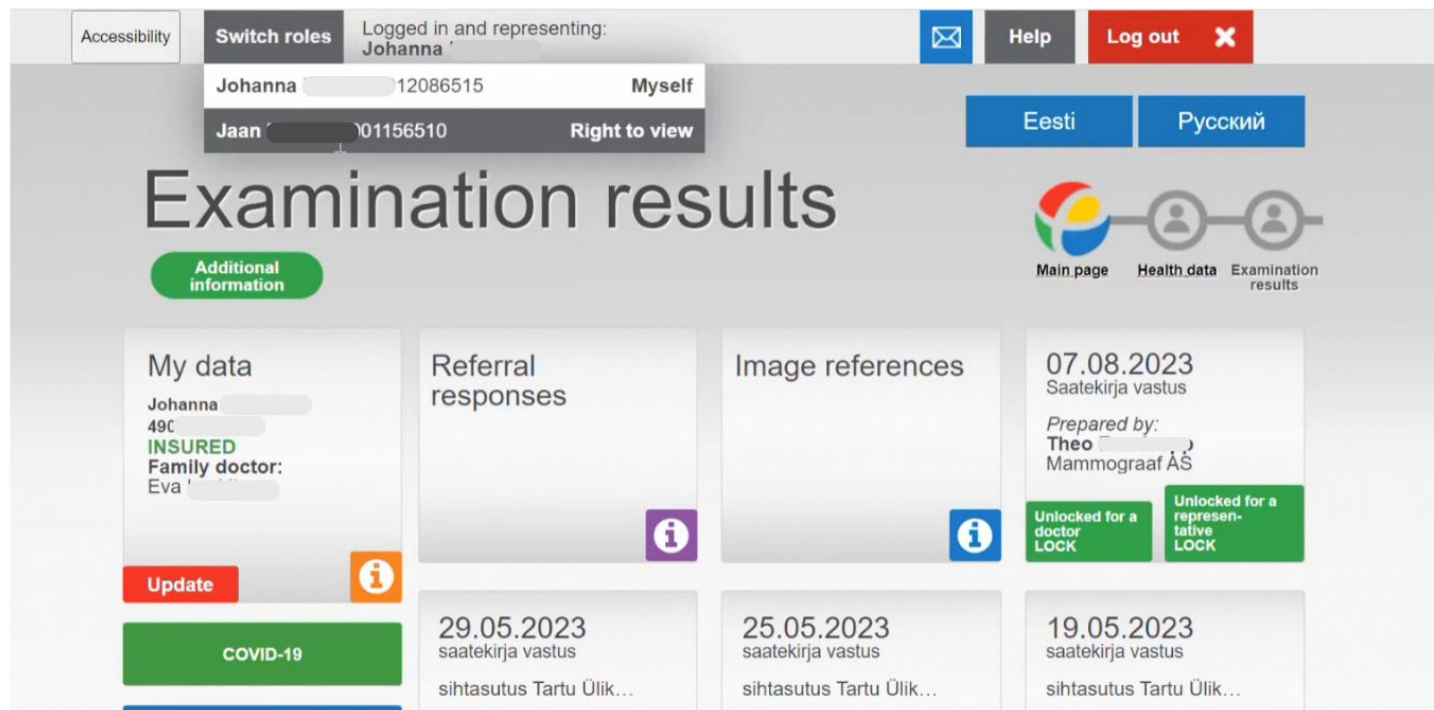 Accessibility
Switch roles
Logged in and representing:
Johanna
Help
Log out
Johanna 12086515 Myself
Jaan 001156510 Right to view
Eesti
Русский
Examination results
Additional
information
Main page
Health data
Examination
results
My data
Johanna
490
INSURED
Family doctor:
Eva
Update
COVID-19
Referral
responses
Image references
07.08.2023
Saatekirja vastus
Prepared by:
Theo
Mammograaf AS
Unlocked for a
doctor
LOCK
Unlocked for a
represen-
tative
LOCK
29.05.2023
saatekirja vastus
sihtasutus Tartu Ülik...
25.05.2023
saatekirja vastus
sihtasutus Tartu Ülik...
19.05.2023
saatekirja vastus
sihtasutus Tartu Ülik...